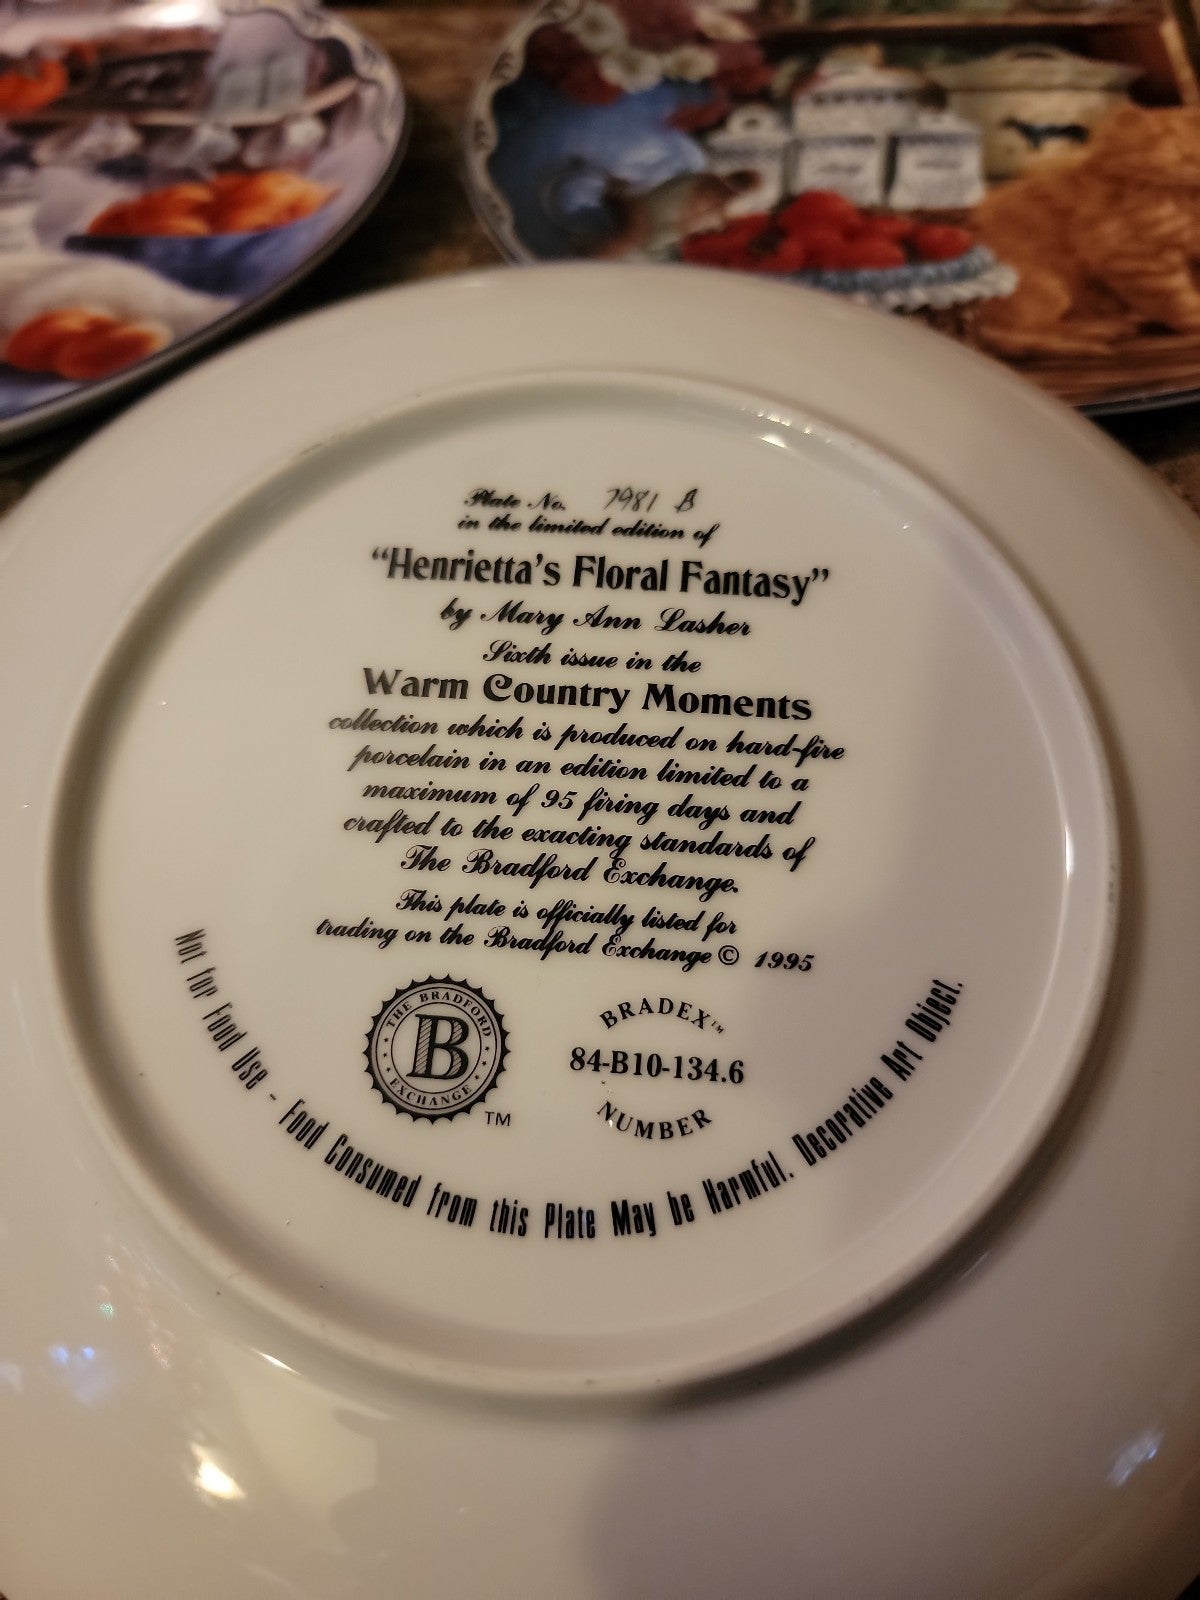 Plate No. 7981 B
in the limited edition of
“Henrietta's Floral Fantasy”
by Mary Ann Lasher
Sixth issue in the
Warm Country Moments
collection which is produced on hard-fire
porcelain in an edition limited to a
maximum of 95 firing days and
crafted to the exacting standards of
The Bradford Exchange.
This plate is officially listed for
trading on the Bradford Exchange © 1995
THE BRADFORD
B
EXCHANGE
TM
BRADEX™
84-B10-134.6
NUMBER
Not for Food Use - Food Consumed from this Plate May be Harmful. Decorative Art Object.